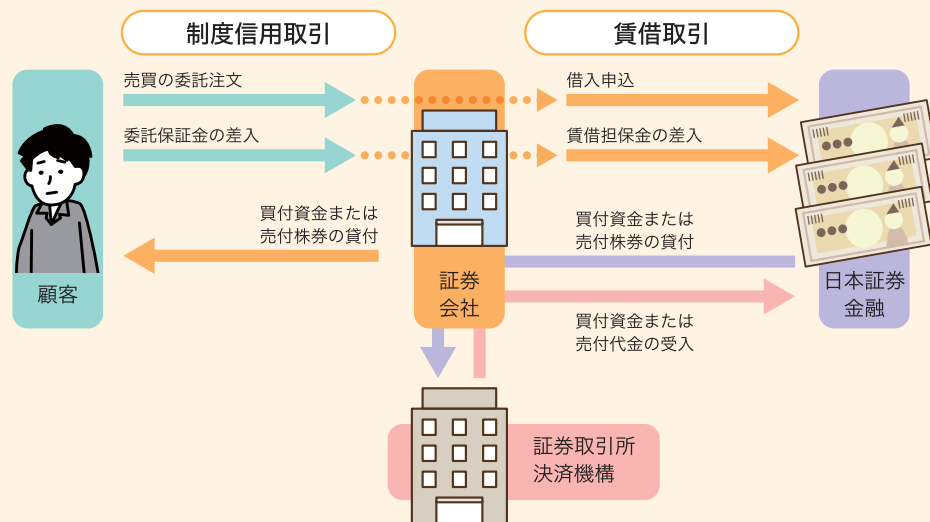 制度信用取引
賃借取引
売買の委託注文
委託保証金の差入
買付資金または
売付株券の貸付
顧客
証券
会社
借入申込
賃借担保金の差入
買付資金または
売付株券の貸付
買付資金または
売付代金の受入
日本証券
金融
証券取引所
決済機構